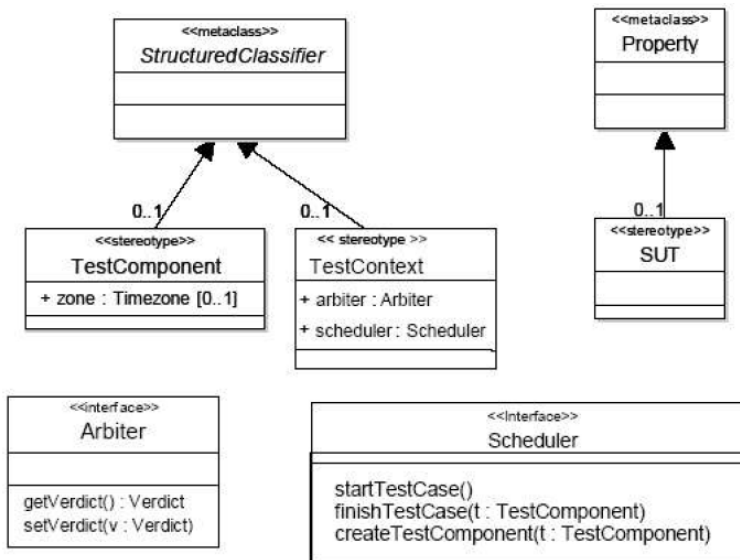 <<metaclass>>
StructuredClassifier
<<metaclass>>
Property
0..1
0..1
0..1
<<stereotype>>
TestComponent
+ zone : Timezone [0..1]
<< stereotype >>
TestContext
+ arbiter : Arbiter
+ scheduler : Scheduler
<<stereotype>>
SUT
<<interface>>
Arbiter
getVerdict() : Verdict
setVerdict(v : Verdict)
<<Interface>>
Scheduler
startTestCase()
finishTestCase(t : TestComponent)
createTestComponent(t : TestComponent)